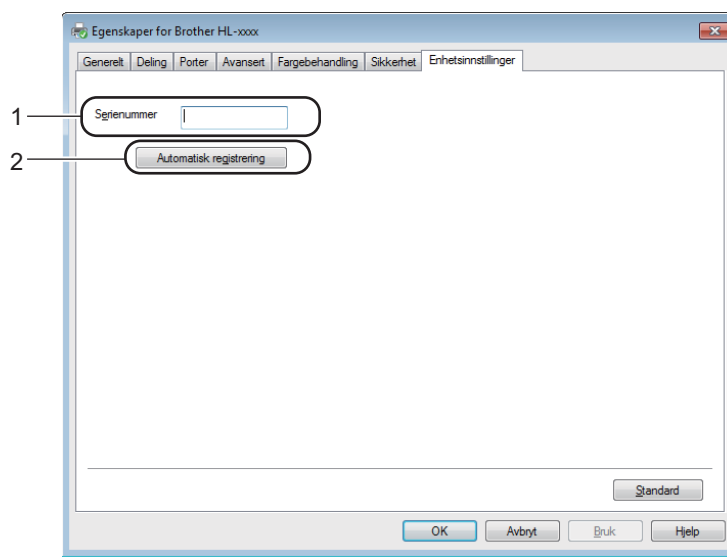 Egenskaper for Brother HL-xxxx
Generelt Deling Porter Avansert Fargebehandling Sikkerhet Enhetsinnstillinger
1 Serienummer
2 Automatisk registrering
Standard
OK Avbryt Bruk Hjelp